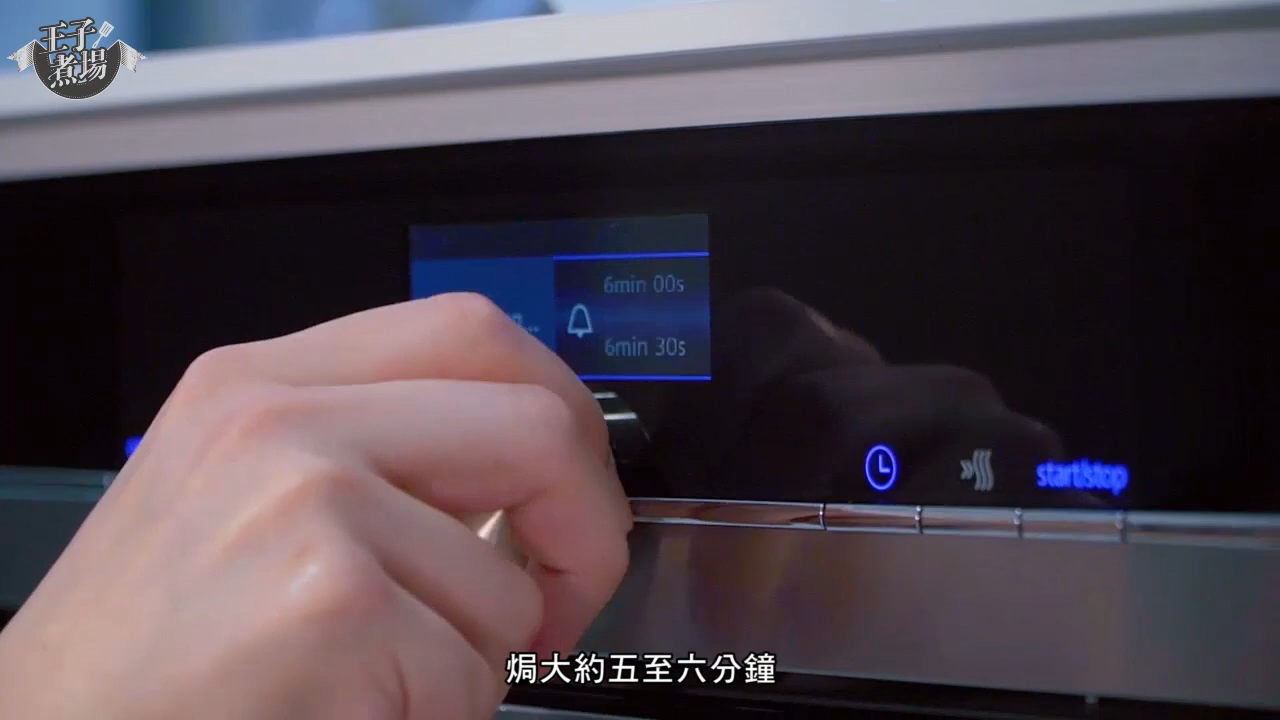 王子
煮場
6min 00s
6min 30s
start/stop
焗大約五至六分鐘